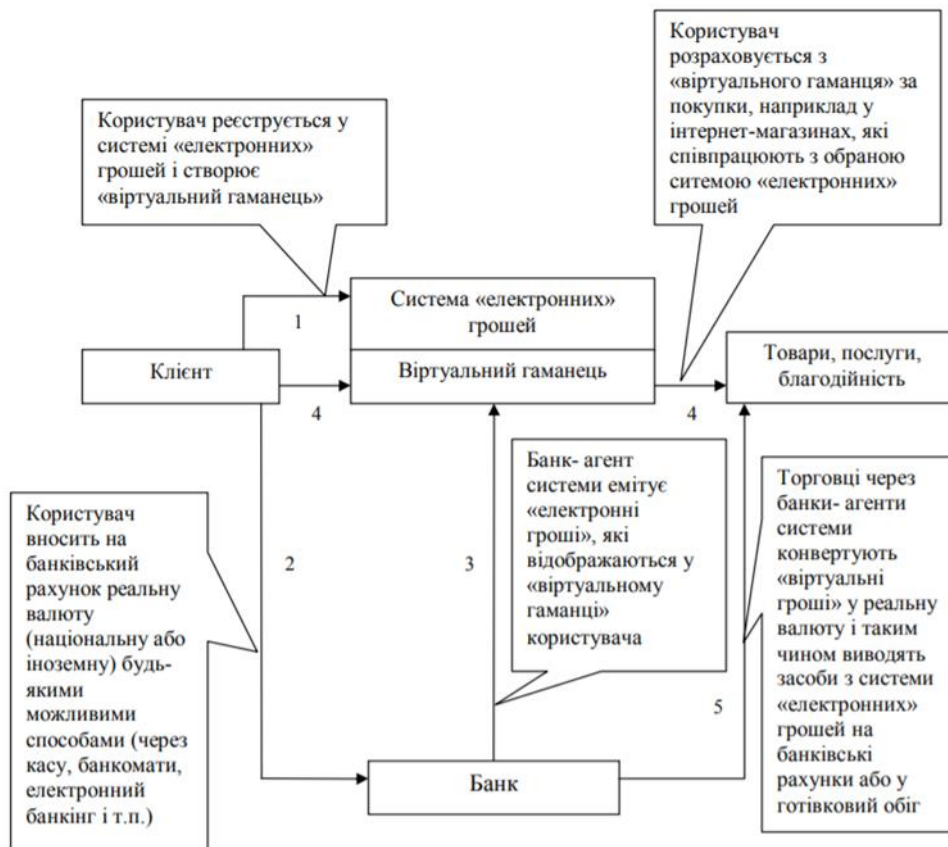 Користувач реєструється у
системі «електронних»
грошей і створює
«віртуальний гаманець»
Користувач
розраховується з
«віртуального гаманця» за
покупки, наприклад у
інтернет-магазинах, які
співпрацюють з обраною
ситемою «електронних»
грошей
1
Система «електронних»
грошей
Клієнт
Віртуальний гаманець
Товари, послуги,
благодійність
4
4
Користувач
вносить на
банківський
рахунок реальну
валюту
(національну або
іноземну) будь-
якими
можливими
способами (через
касу, банкомати,
електронний
банкінг і т.п.)
2
3
Банк- агент
системи емітує
«електронні
гроші», які
відображаються у
«віртуальному
гаманці»
користувача
Торговці через
банки- агенти
системи
конвертують
«віртуальні
гроші» у реальну
валюту і таким
чином виводять
засоби з системи
«електронних»
грошей на
банківські
рахунки або у
готівковий обіг
5
Банк